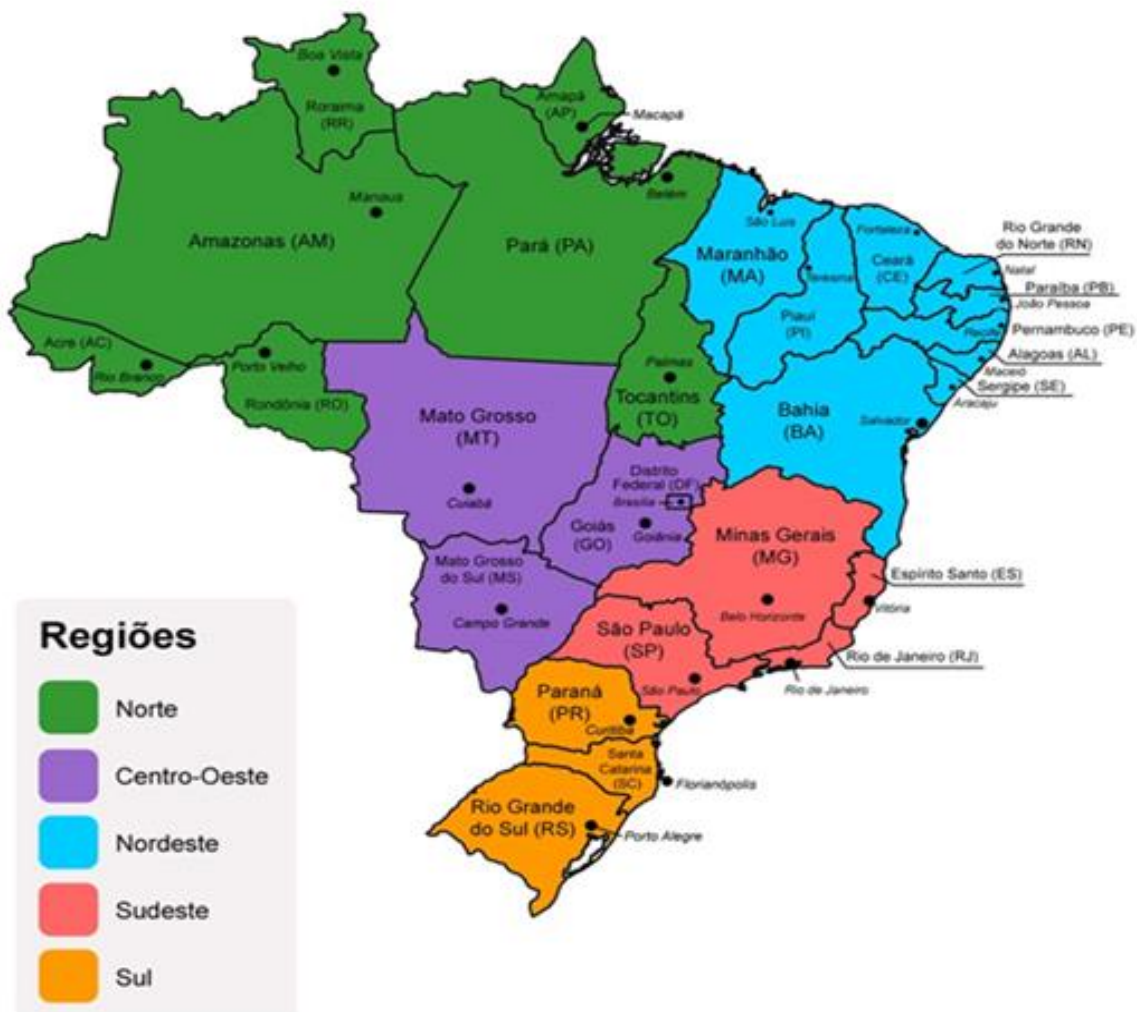 Boa Vista
Roraima
(RR)
Amapá
(AP)
Macapá
Manaus
Amazonas (AM)
Pará (PA)
Belém
São Luís
Maranhão
(MA)
Teresina
Piauí
(PI)
Fortaleza
Ceará
(CE)
Rio Grande
do Norte (RN)
Natal
Paraíba (PB)
João Pessoa
Recife
Pernambuco (PE)
Alagoas (AL)
Maceió
Sergipe (SE)
Aracaju
Acre (AC)
Rio Branco
Porto Velho
Rondônia (RO)
Palmas
Tocantins
(TO)
Mato Grosso
(MT)
Cuiabá
Bahia
(BA)
Salvador
Distrito
Federal (DF)
Brasília
Goiás
(GO)
Goiânia
Minas Gerais
(MG)
Belo Horizonte
Espírito Santo (ES)
Vitória
Mato Grosso
do Sul (MS)
Campo Grande
São Paulo
(SP)
São Paulo
Rio de Janeiro (RJ)
Rio de Janeiro
Paraná
(PR)
Curitiba
Santa
Catarina
(SC)
Florianópolis
Rio Grande
do Sul (RS)
Porto Alegre
Regiões
Norte
Centro-Oeste
Nordeste
Sudeste
Sul